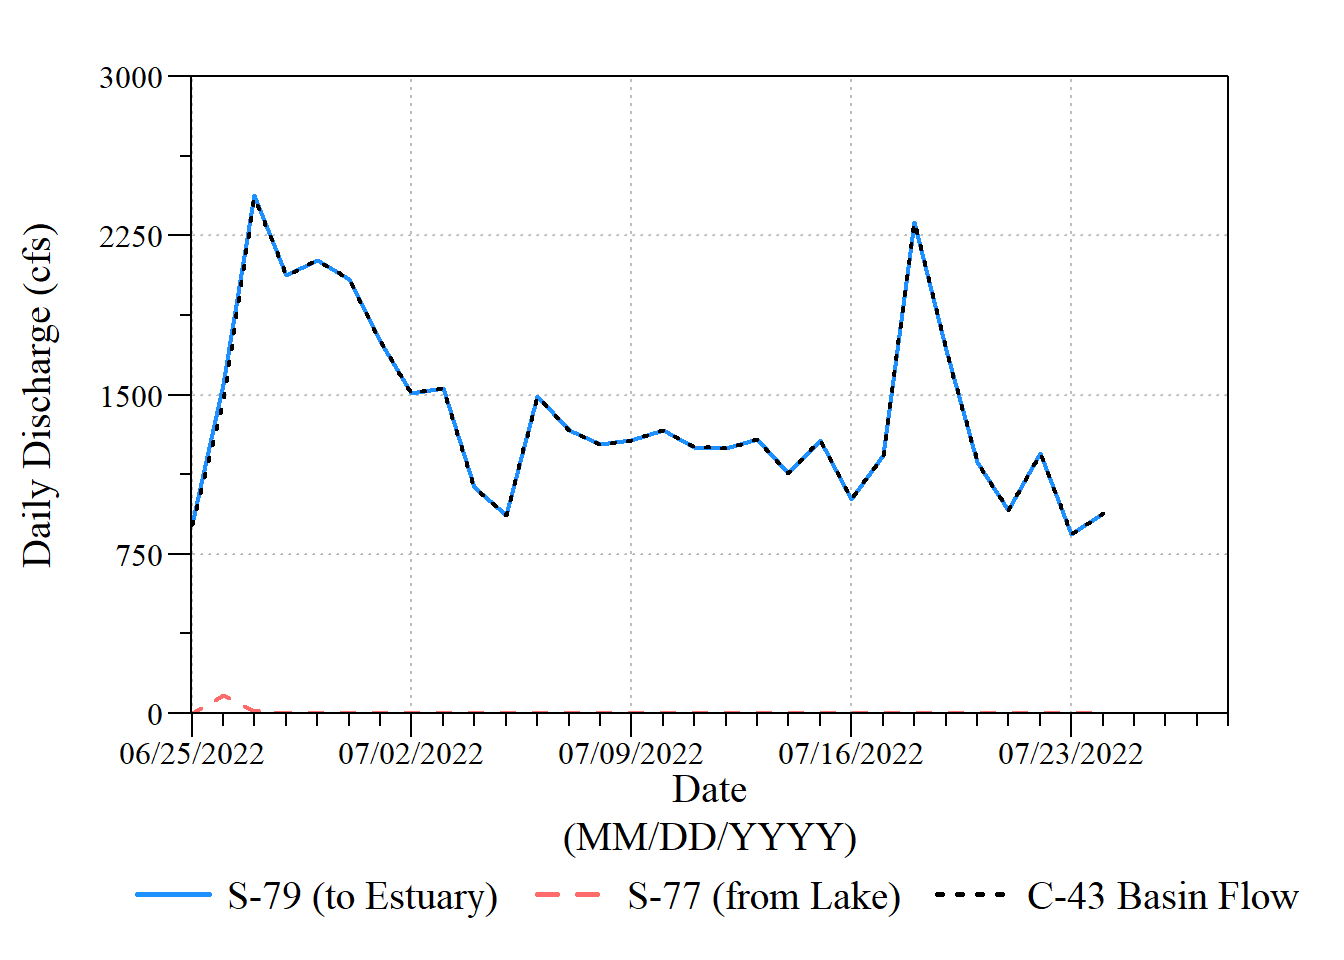 3000
2250
1500
750
0
Daily Discharge (cfs)
06/25/2022 07/02/2022 07/09/2022 07/16/2022 07/23/2022
Date
(MM/DD/YYYY)
S-79 (to Estuary) S-77 (from Lake) C-43 Basin Flow